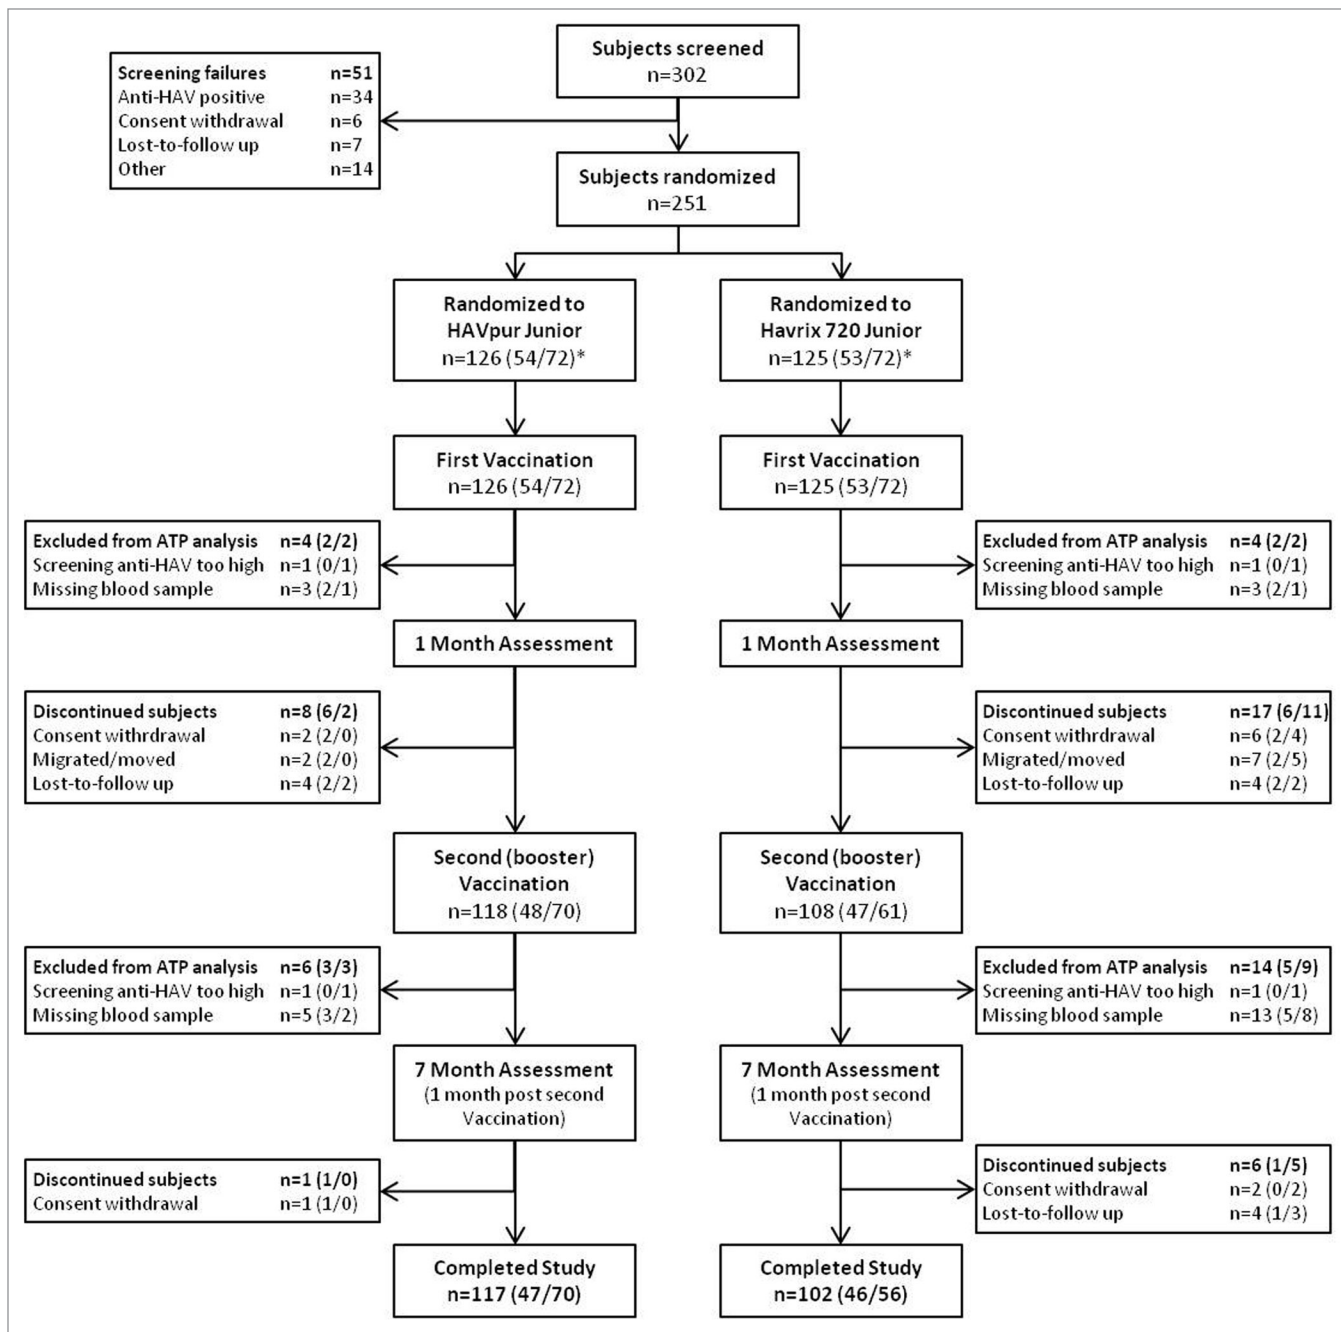 Subjects screened
n=302
Screening failures n=51
Anti-HAV positive n=34
Consent withdrawal n=6
Lost-to-follow up n=7
Other n=14
Subjects randomized
n=251
Randomized to
HAVpur Junior
n=126 (54/72)*
Randomized to
Havrix 720 Junior
n=125 (53/72)*
First Vaccination
n=126 (54/72)
First Vaccination
n=125 (53/72)
Excluded from ATP analysis n=4 (2/2)
Screening anti-HAV too high n=1 (0/1)
Missing blood sample n=3 (2/1)
Excluded from ATP analysis n=4 (2/2)
Screening anti-HAV too high n=1 (0/1)
Missing blood sample n=3 (2/1)
1 Month Assessment
1 Month Assessment
Discontinued subjects n=8 (6/2)
Consent withrdrawal n=2 (2/0)
Migrated/moved n=2 (2/0)
Lost-to-follow up n=4 (2/2)
Discontinued subjects n=17 (6/11)
Consent withrdrawal n=6 (2/4)
Migrated/moved n=7 (2/5)
Lost-to-follow up n=4 (2/2)
Second (booster)
Vaccination
n=118 (48/70)
Second (booster)
Vaccination
n=108 (47/61)
Excluded from ATP analysis n=6 (3/3)
Screening anti-HAV too high n=1 (0/1)
Missing blood sample n=5 (3/2)
Excluded from ATP analysis n=14 (5/9)
Screening anti-HAV too high n=1 (0/1)
Missing blood sample n=13 (5/8)
7 Month Assessment
(1 month post second
Vaccination)
7 Month Assessment
(1 month post second
Vaccination)
Discontinued subjects n=1 (1/0)
Consent withdrawal n=1 (1/0)
Discontinued subjects n=6 (1/5)
Consent withdrawal n=2 (0/2)
Lost-to-follow up n=4 (1/3)
Completed Study
n=117 (47/70)
Completed Study
n=102 (46/56)